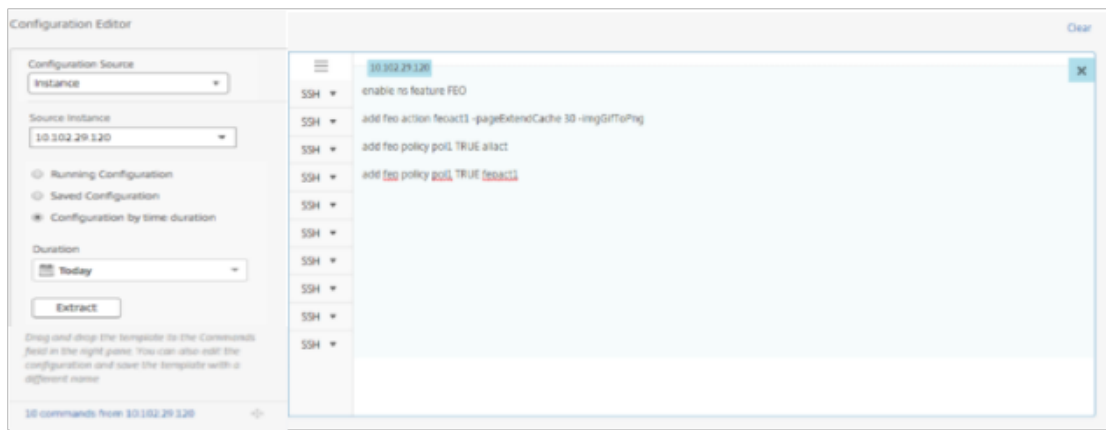 Configuration Editor
Clear
Configuration Source
Instance
Source Instance
10.102.29.120
Running Configuration
Saved Configuration
Configuration by time duration
Duration
Today
Extract
Drag and drop the template to the Commands
field in the right pane. You can also edit the
configuration and save the template with a
different name
10 commands from 10.102.29.120
10.102.29.120
SSH enable ns feature FEO
SSH add feo action feoact1 -pageExtendCache 30 -imgGifToPng
SSH add feo policy pol1 TRUE allact
SSH add feo policy pol1 TRUE feoact1
SSH
SSH
SSH
SSH
SSH
SSH